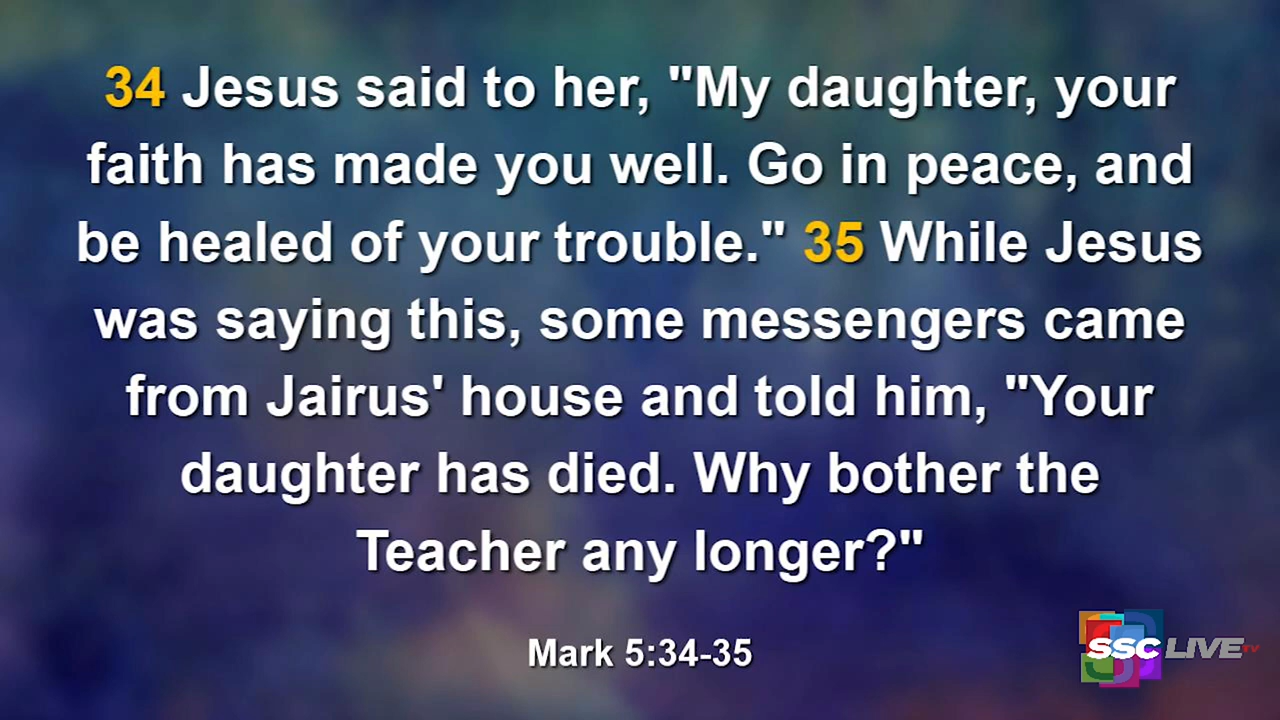 34 Jesus said to her, "My daughter, your
faith has made you well. Go in peace, and
be healed of your trouble." 35 While Jesus
was saying this, some messengers came
from Jairus' house and told him, "Your
daughter has died. Why bother the
Teacher any longer?"
Mark 5:34-35
SSC LIVE TV